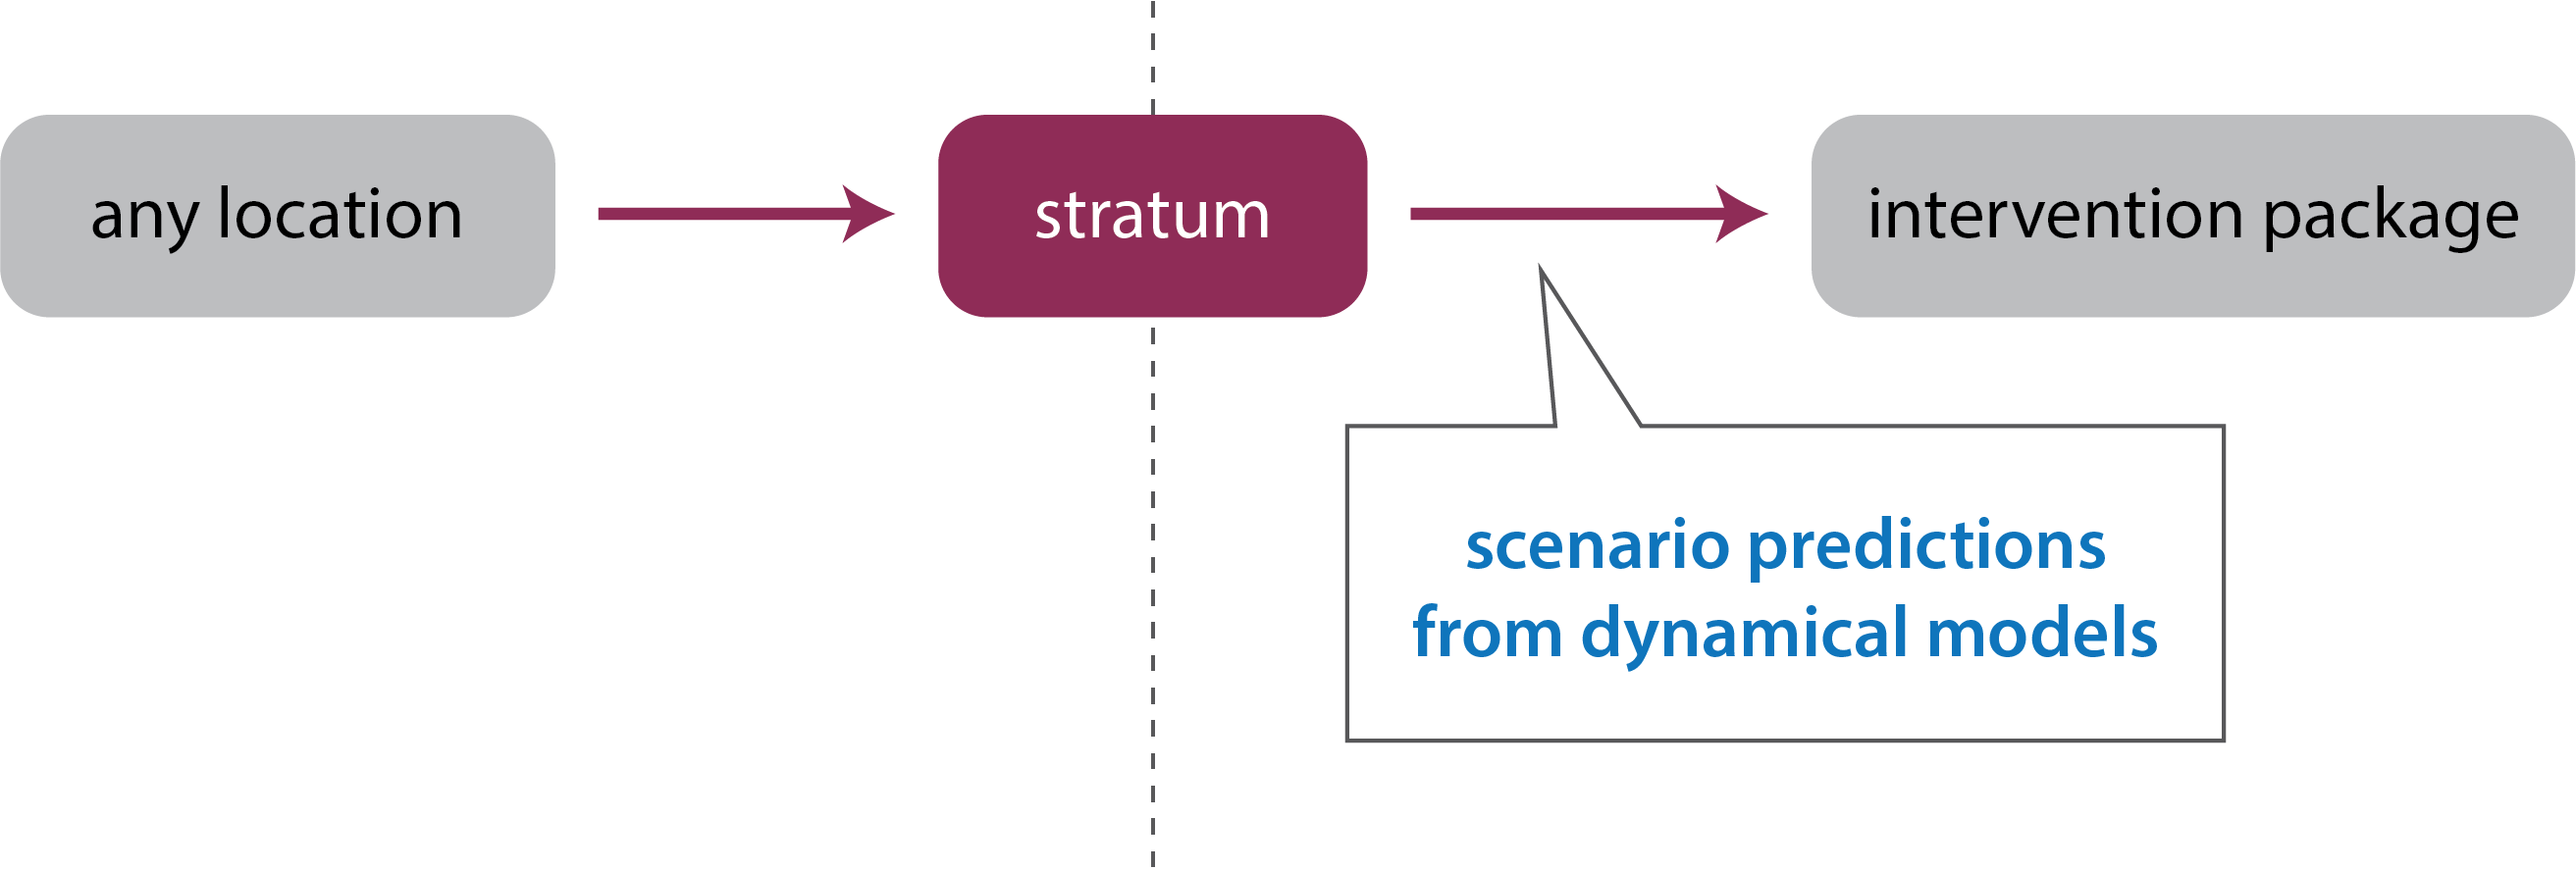 any location
stratum
intervention package
scenario predictions
from dynamical models